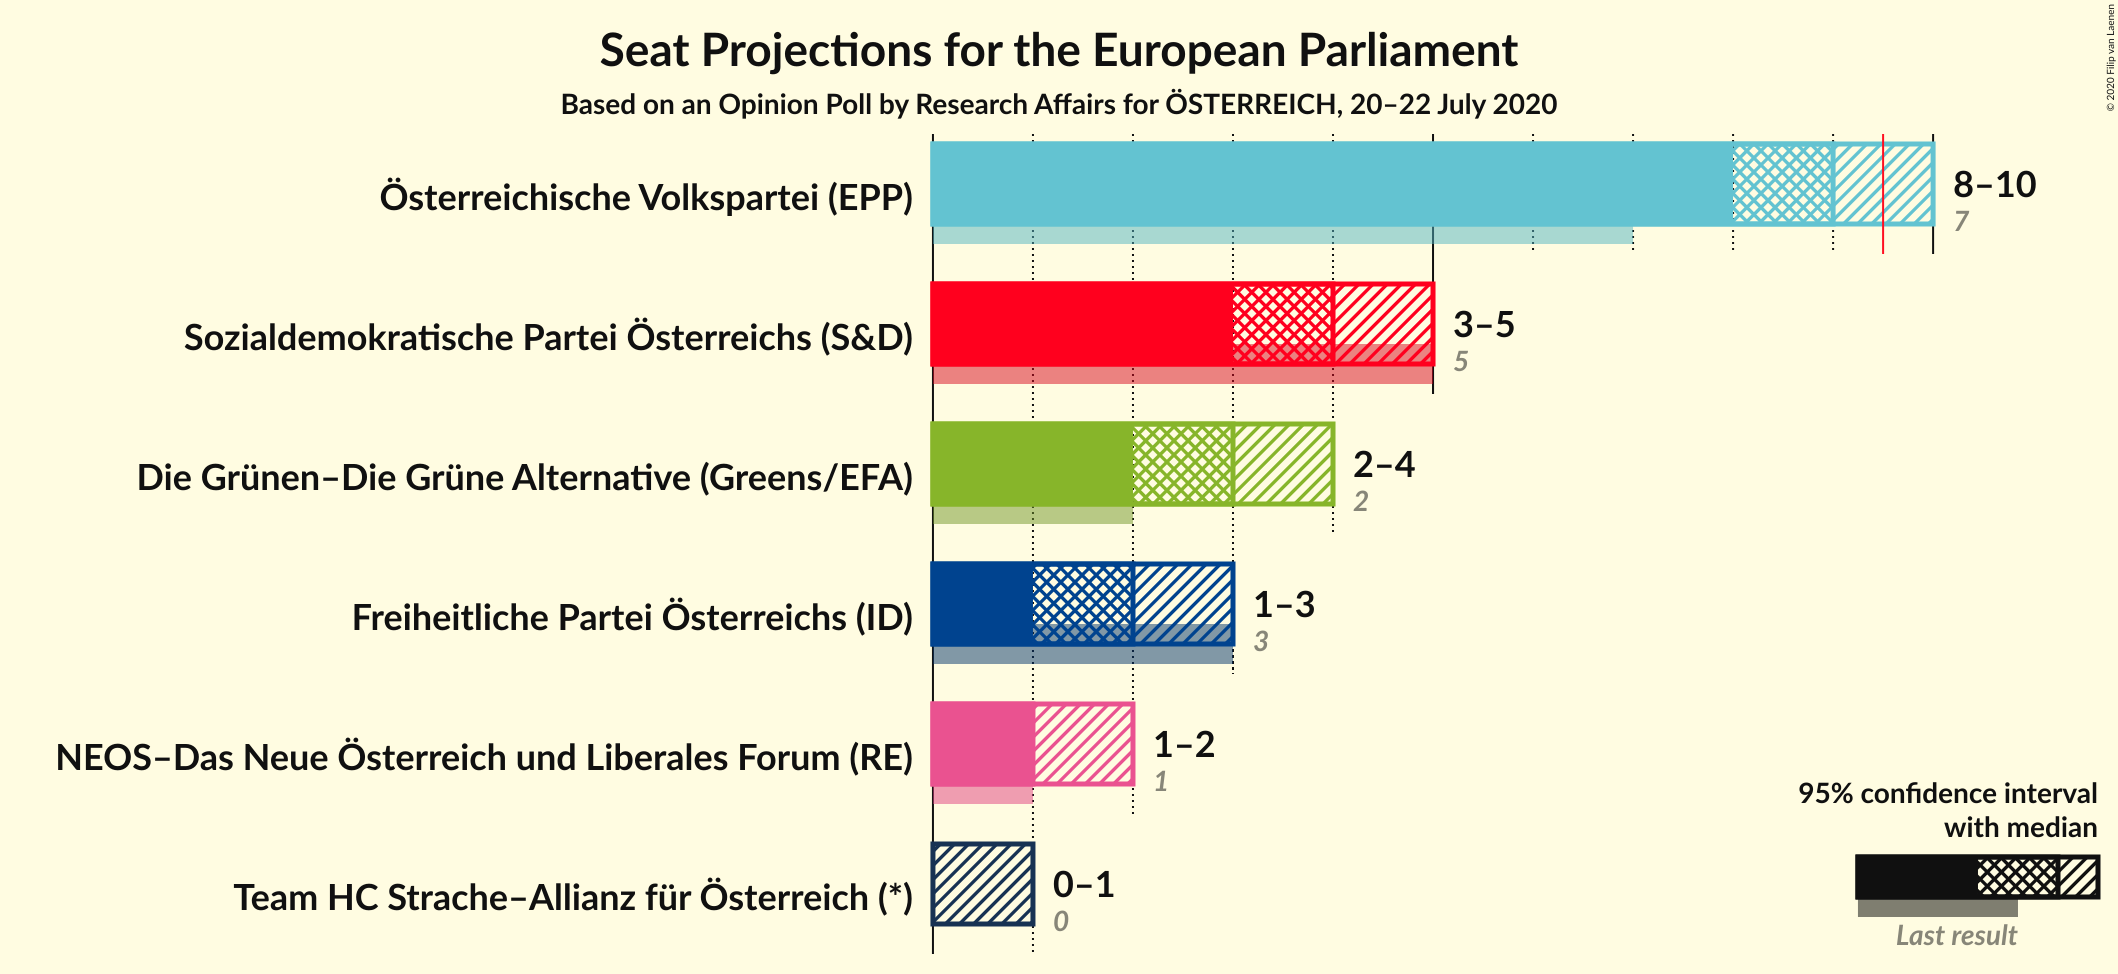 Seat Projections for the European Parliament
Based on an Opinion Poll by Research Affairs for ÖSTERREICH, 20–22 July 2020
© 2020 Filip van Laenen
Österreichische Volkspartei (EPP)
8–10
7
Sozialdemokratische Partei Österreichs (S&D)
3–5
5
Die Grünen–Die Grüne Alternative (Greens/EFA)
2–4
2
Freiheitliche Partei Österreichs (ID)
1–3
3
NEOS–Das Neue Österreich und Liberales Forum (RE)
1–2
1
Team HC Strache–Allianz für Österreich (*)
0–1
0
95% confidence interval
with median
Last result